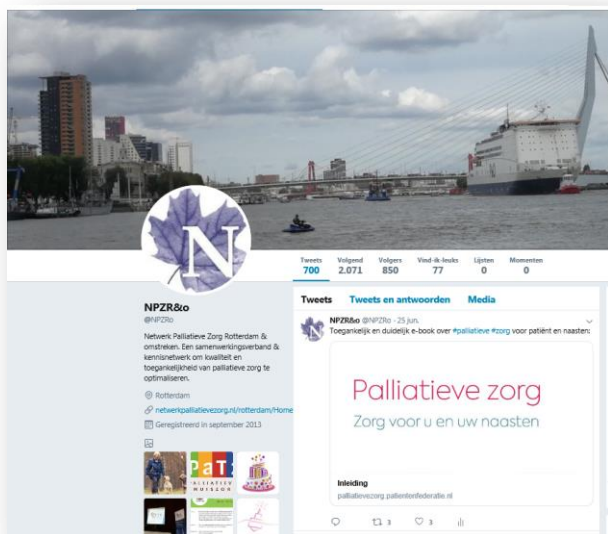 N
Tweets Volgend Volgers Vind-ik-leuks Lijsten Momenten
700 2.071 850 77 0 0
NPZR&o
@NPZRo
Netwerk Palliatieve Zorg Rotterdam &
omstreken. Een samenwerkingsverband &
kennisnetwerk om kwaliteit en
toegankelijkheid van palliatieve zorg te
optimaliseren.
Rotterdam
netwerkpalliatievezorg.nl/rotterdam/Home
Geregistreerd in september 2013
PaTz
Tweets Tweets en antwoorden Media
N
NPZR&o @NPZRo · 25 jun.
Toegankelijk en duidelijk e-book over #palliatieve #zorg voor patiënt en naasten:
Palliatieve zorg
Zorg voor u en uw naasten
Inleiding
palliatievezorg.patientenfederatie.nl
3 3